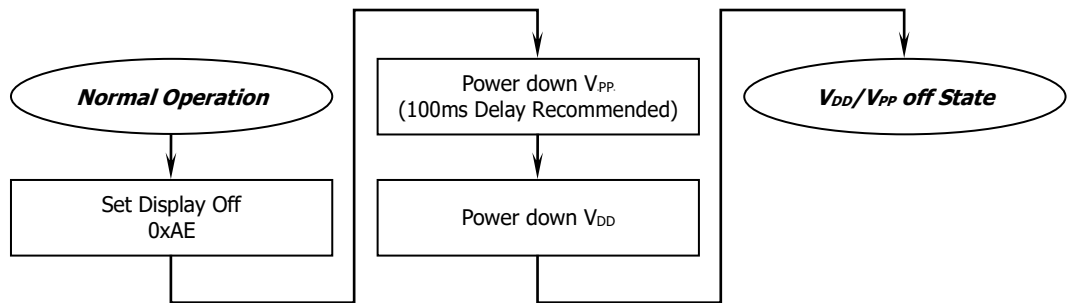 Normal Operation
Set Display Off
0xAE
Power down VPP.
(100ms Delay Recommended)
Power down VDD
VDD/VPP off State